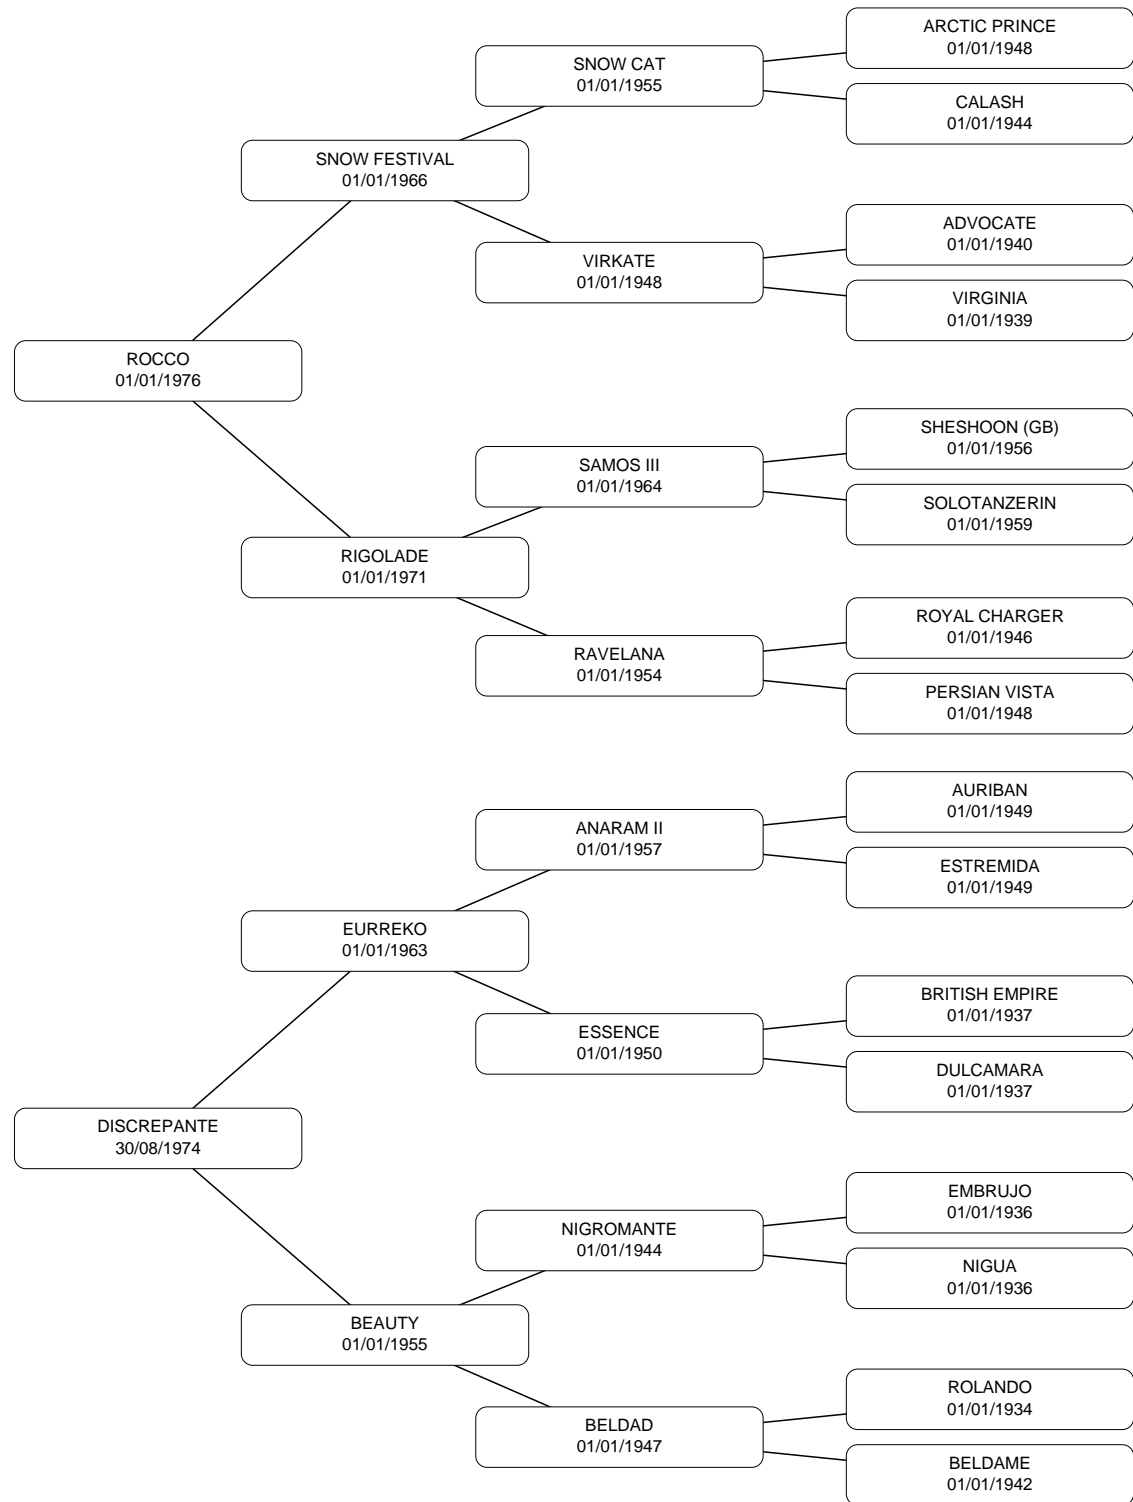 ARCTIC PRINCE
01/01/1948
SNOW CAT
01/01/1955
CALASH
01/01/1944
SNOW FESTIVAL
01/01/1966
ADVOCATE
01/01/1940
VIRKATE
01/01/1948
VIRGINIA
01/01/1939
ROCCO
01/01/1976
SHESHOON (GB)
01/01/1956
SAMOS III
01/01/1964
SOLOTANZERIN
01/01/1959
RIGOLADE
01/01/1971
ROYAL CHARGER
01/01/1946
RAVELANA
01/01/1954
PERSIAN VISTA
01/01/1948
AURIBAN
01/01/1949
ANARAM II
01/01/1957
ESTREMIDA
01/01/1949
EURREKO
01/01/1963
BRITISH EMPIRE
01/01/1937
ESSENCE
01/01/1950
DULCAMARA
01/01/1937
DISCREPANTE
30/08/1974
EMBRUJO
01/01/1936
NIGROMANTE
01/01/1944
NIGUA
01/01/1936
BEAUTY
01/01/1955
ROLANDO
01/01/1934
BELDAD
01/01/1947
BELDAME
01/01/1942